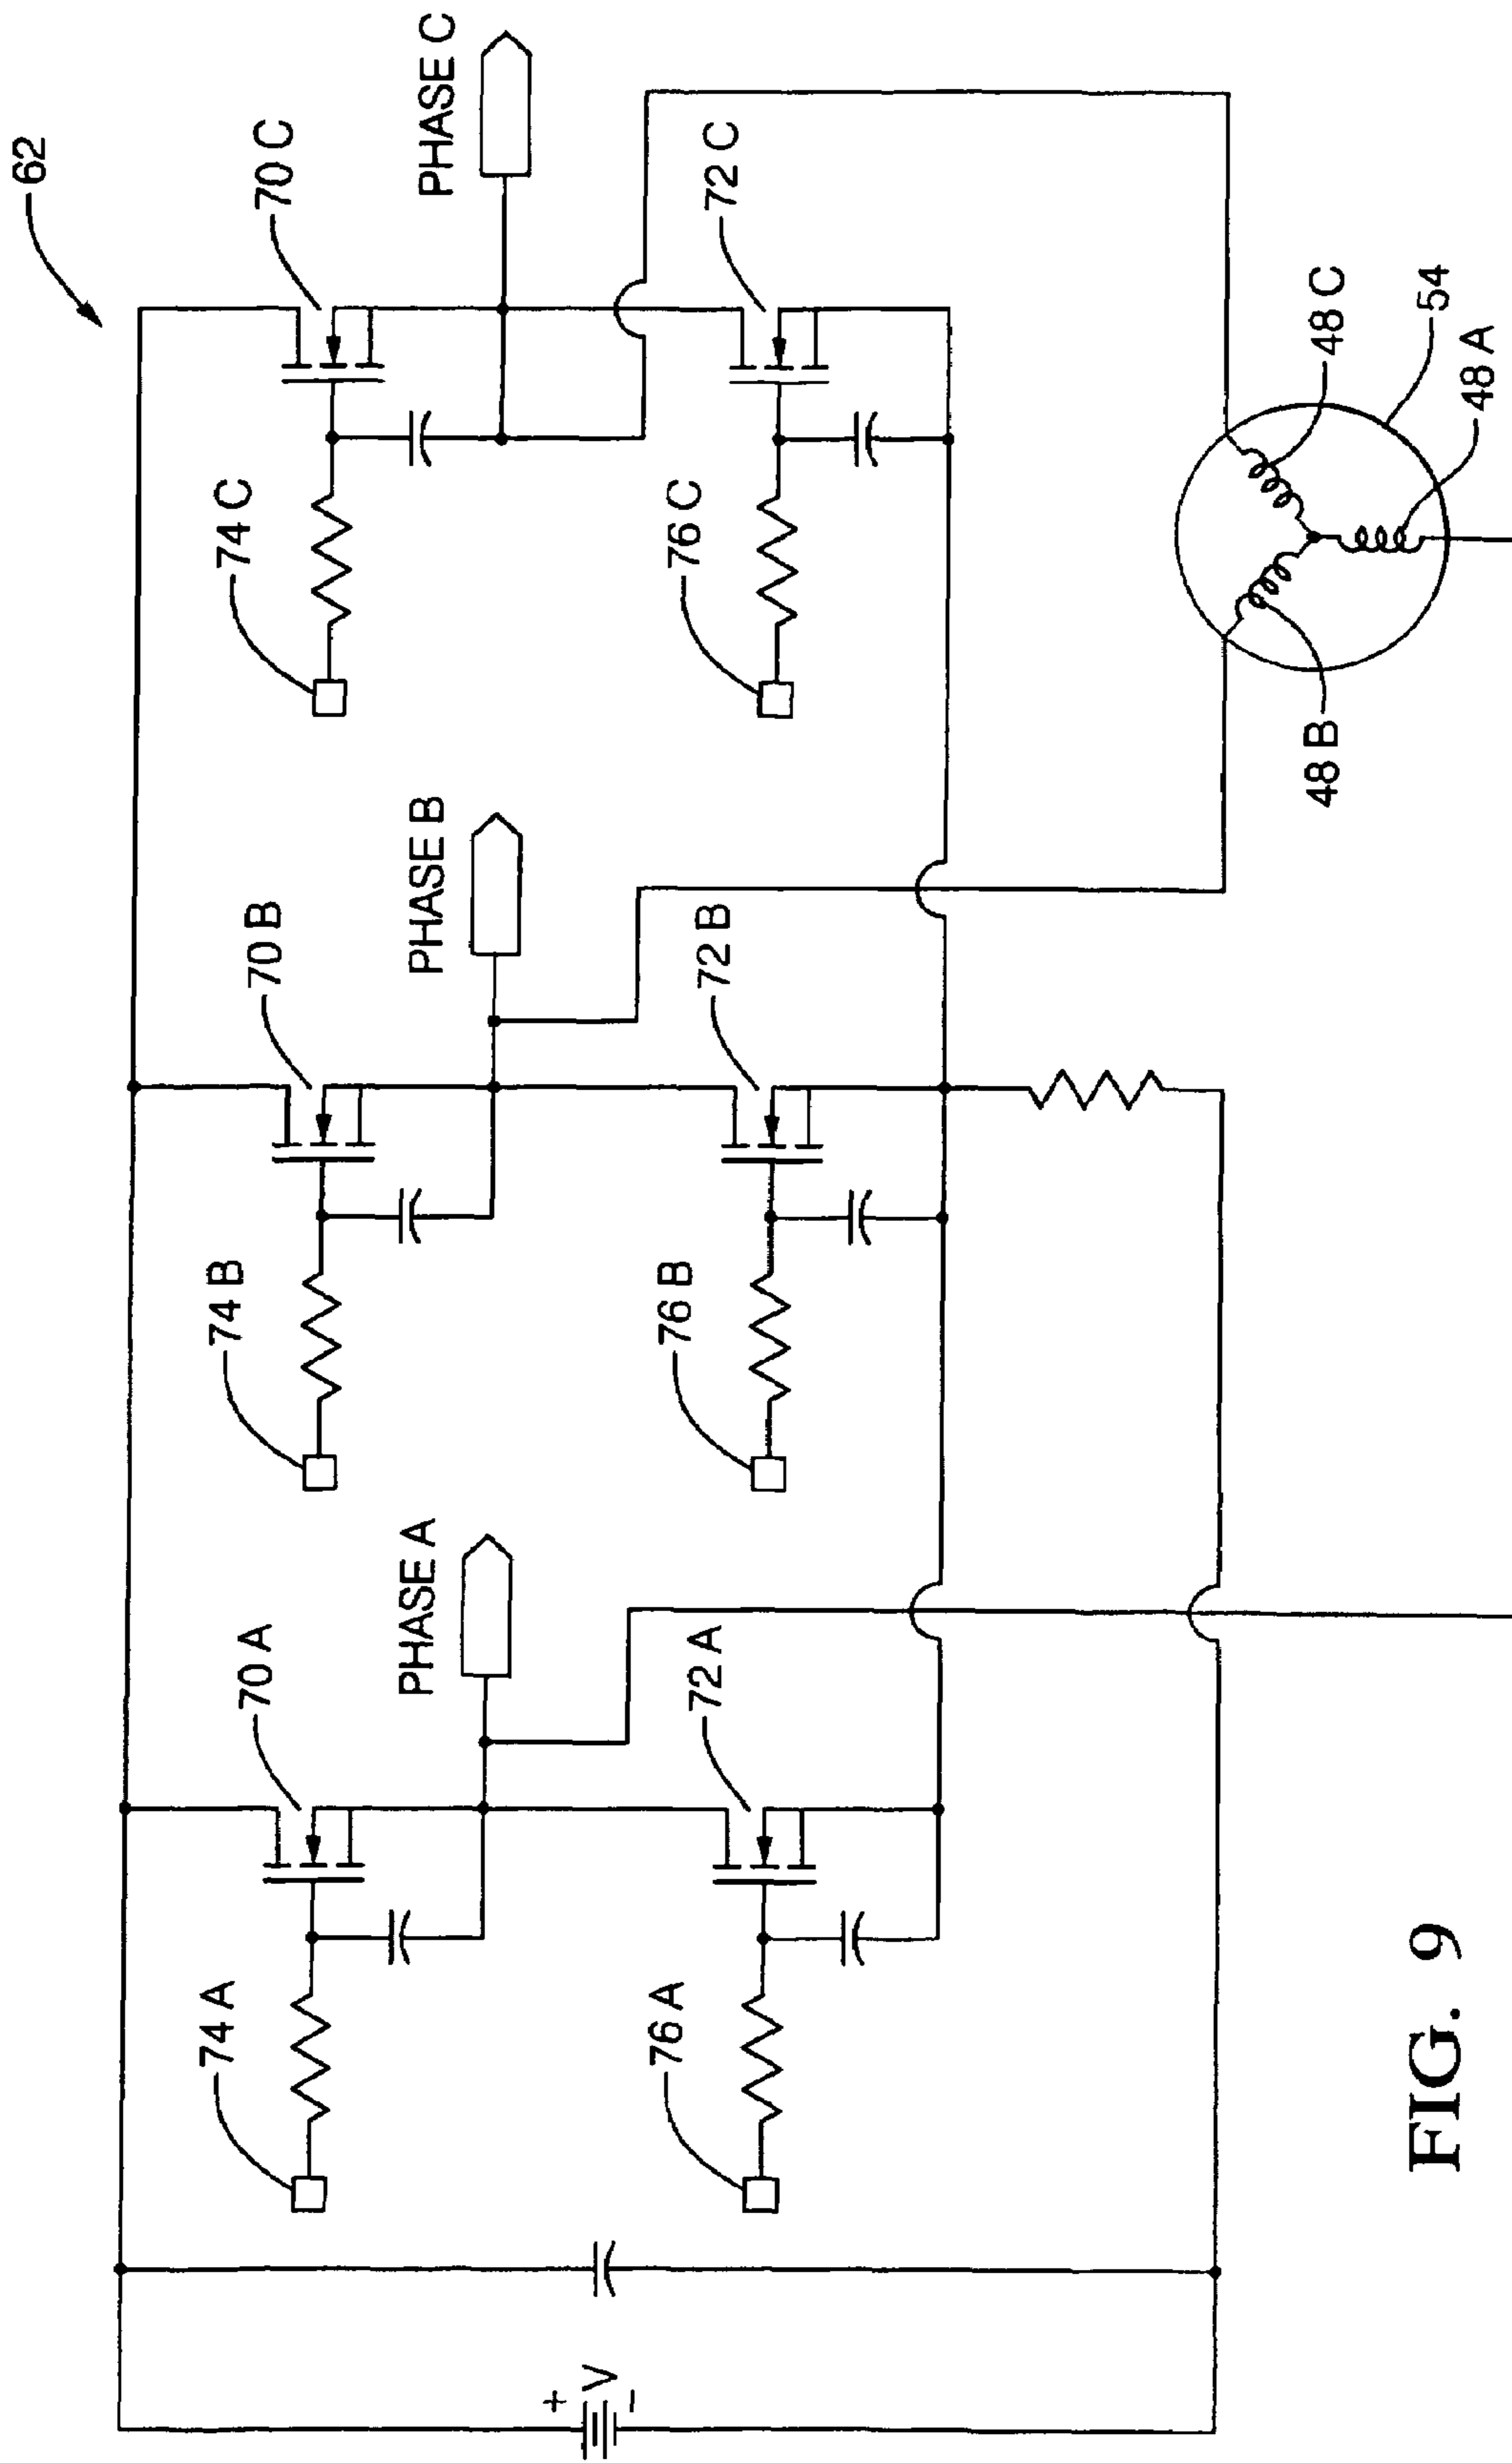 62
70 A
70 B
70 C
74 A
74 B
74 C
PHASE A
PHASE B
PHASE C
72 A
72 B
72 C
76 A
76 B
76 C
+
V
–
48 B
48 C
54
48 A
FIG. 9